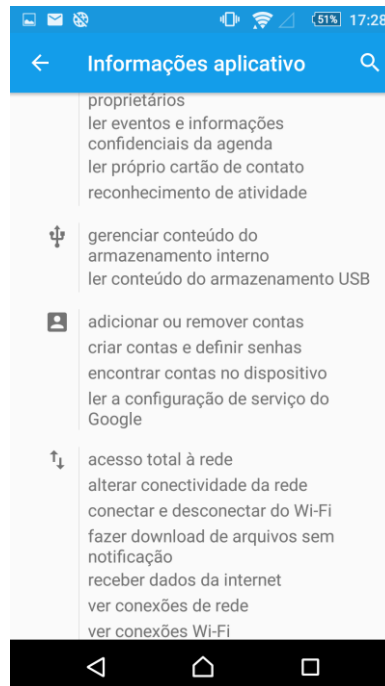 51% 17:28
Informações aplicativo
proprietários
ler eventos e informações
confidenciais da agenda
ler próprio cartão de contato
reconhecimento de atividade
gerenciar conteúdo do
armazenamento interno
ler conteúdo do armazenamento USB
adicionar ou remover contas
criar contas e definir senhas
encontrar contas no dispositivo
ler a configuração de serviço do
Google
acesso total à rede
alterar conectividade da rede
conectar e desconectar do Wi-Fi
fazer download de arquivos sem
notificação
receber dados da internet
ver conexões de rede
ver conexões Wi-Fi